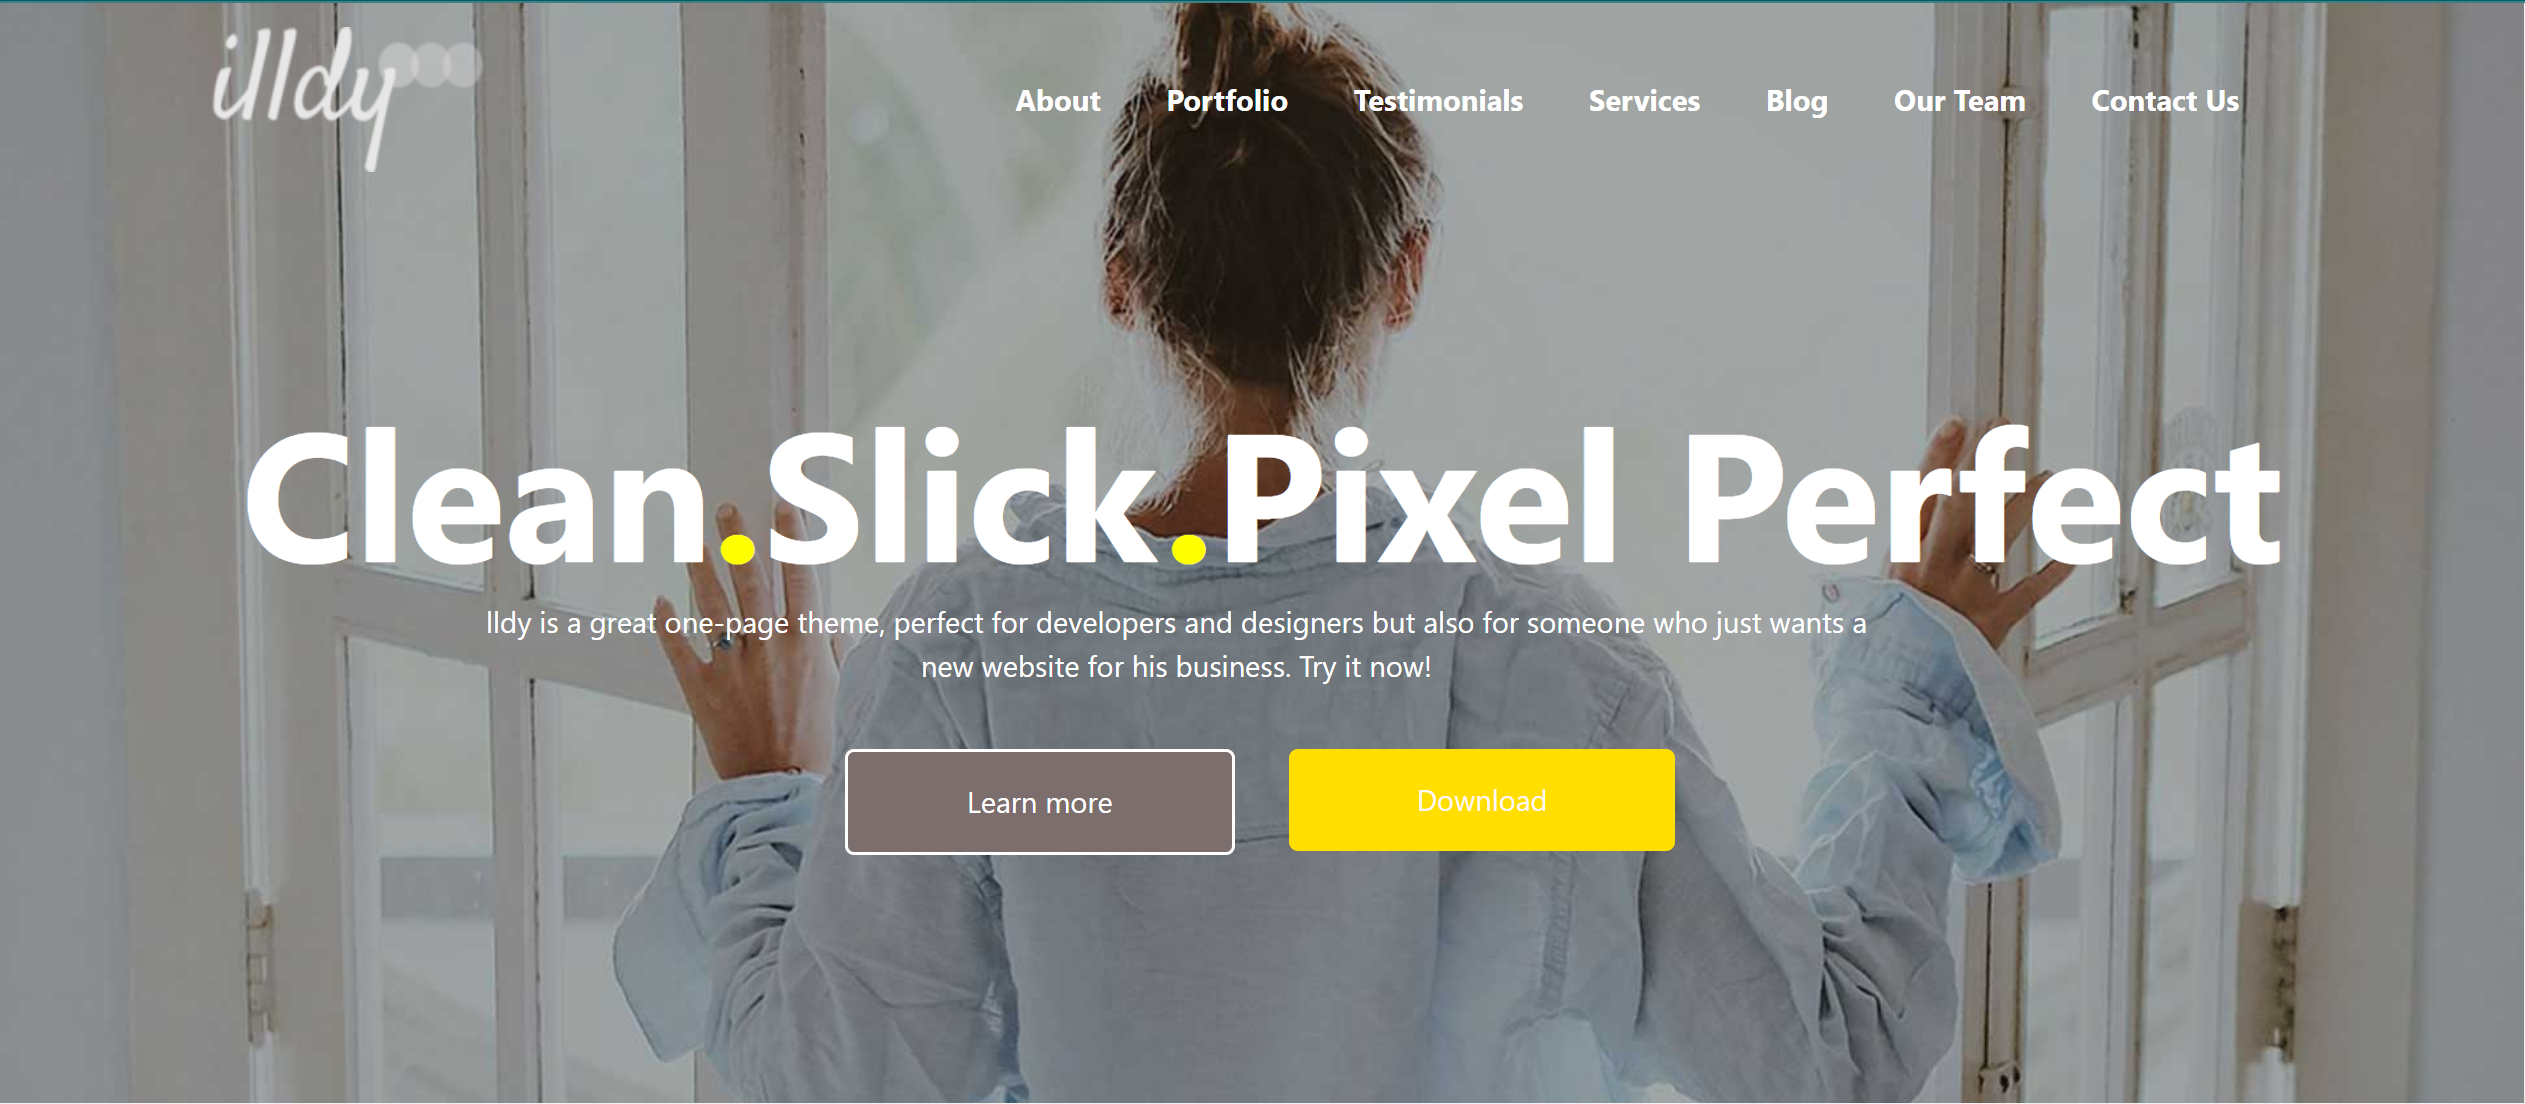 illdy
About Portfolio Testimonials Services Blog Our Team Contact Us
Clean.Slick.Pixel Perfect
lldy is a great one-page theme, perfect for developers and designers but also for someone who just wants a
new website for his business. Try it now!
Learn more Download